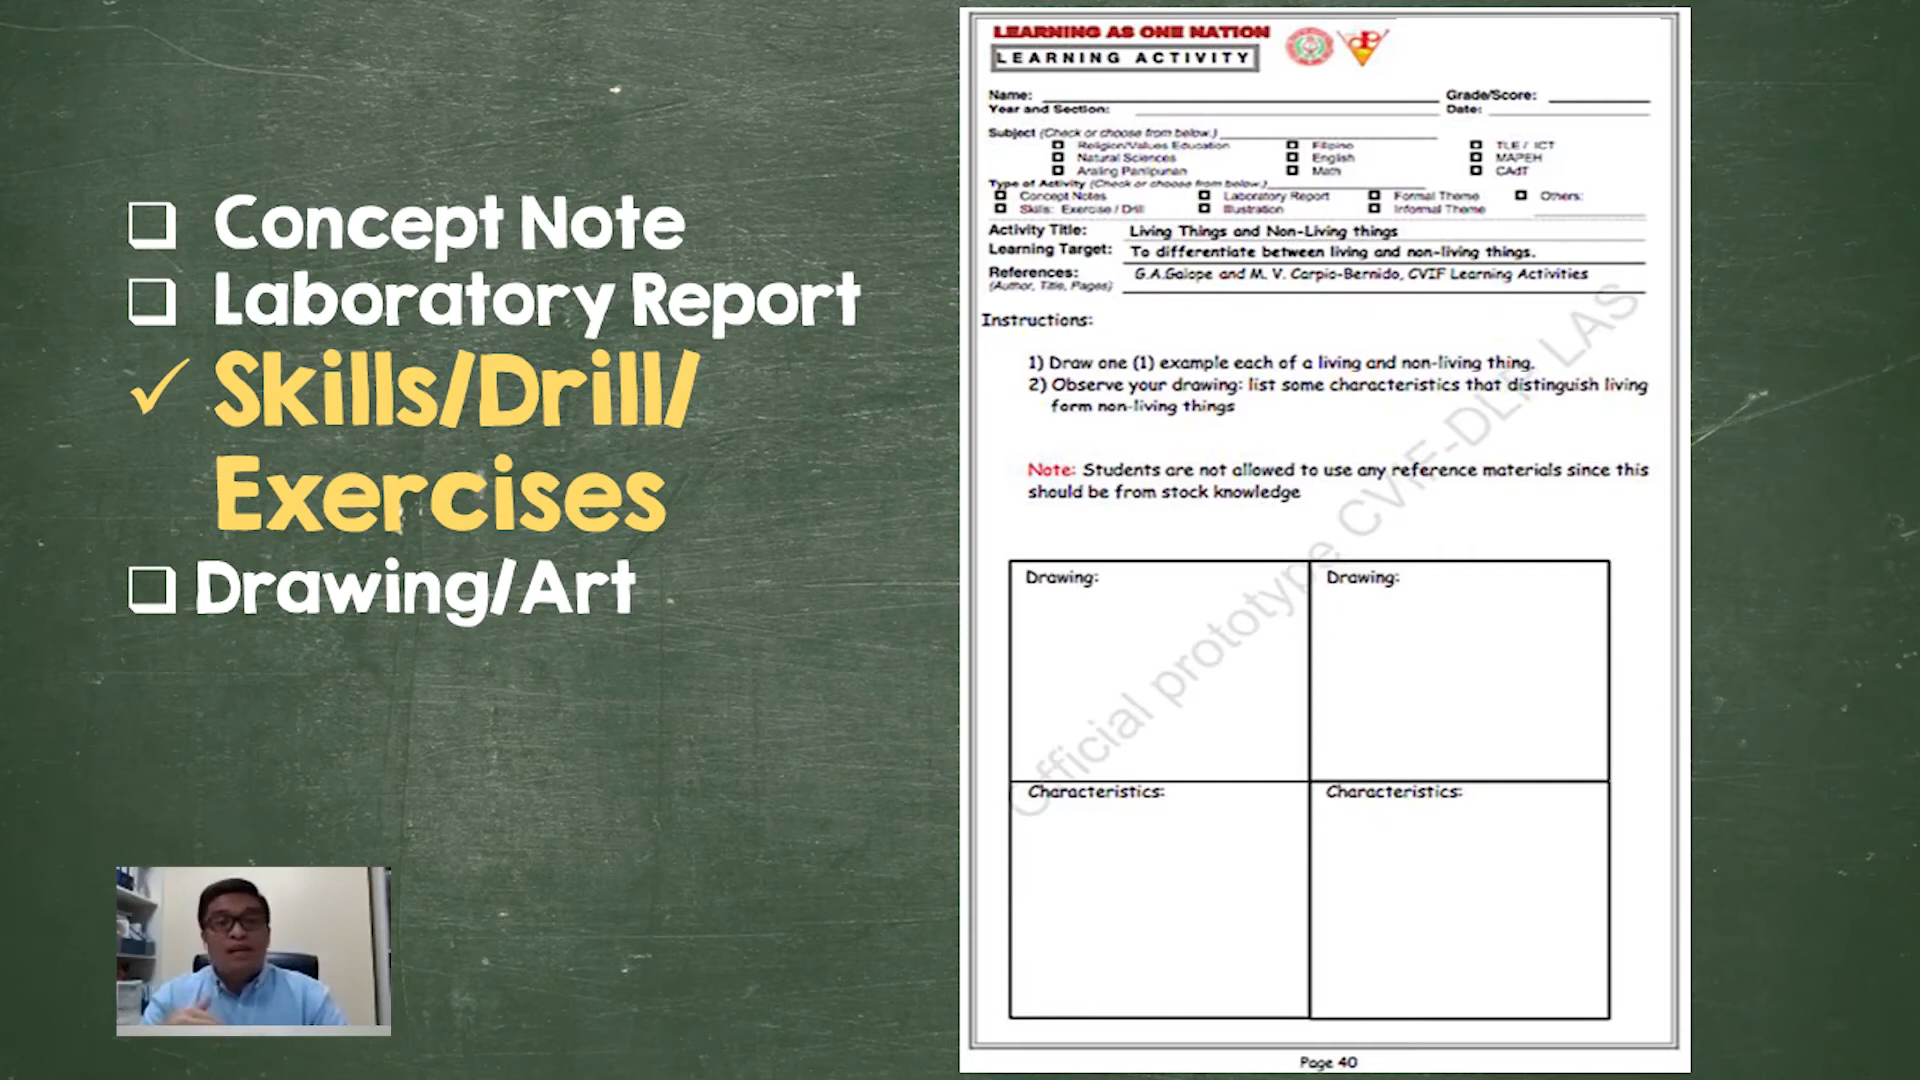 Concept Note
Laboratory Report
Skills/Drill/
Exercises
Drawing/Art
LEARNING AS ONE NATION
LEARNING ACTIVITY
Name: Grade/Score:
Year and Section: Date:
Subject (Check or choose from below.)
Religion/Values Education Filipino TLE / ICT
Natural Sciences English MAPEH
Araling Panlipunan Math CAdT
Type of Activity (Check or choose from below.)
Concept Notes Laboratory Report Formal Theme Others:
Skills: Exercise / Drill Illustration Informal Theme
Activity Title: Living Things and Non-Living things
Learning Target: To differentiate between living and non-living things.
References: G.A.Galope and M. V. Carpio-Bernido, CVIF Learning Activities
(Author, Title, Pages)
Instructions:
1) Draw one (1) example each of a living and non-living thing.
2) Observe your drawing: list some characteristics that distinguish living
form non-living things
Note: Students are not allowed to use any reference materials since this
should be from stock knowledge
Drawing: Drawing:
Characteristics: Characteristics:
Official prototype CVIF-DLP LAS
Page 40